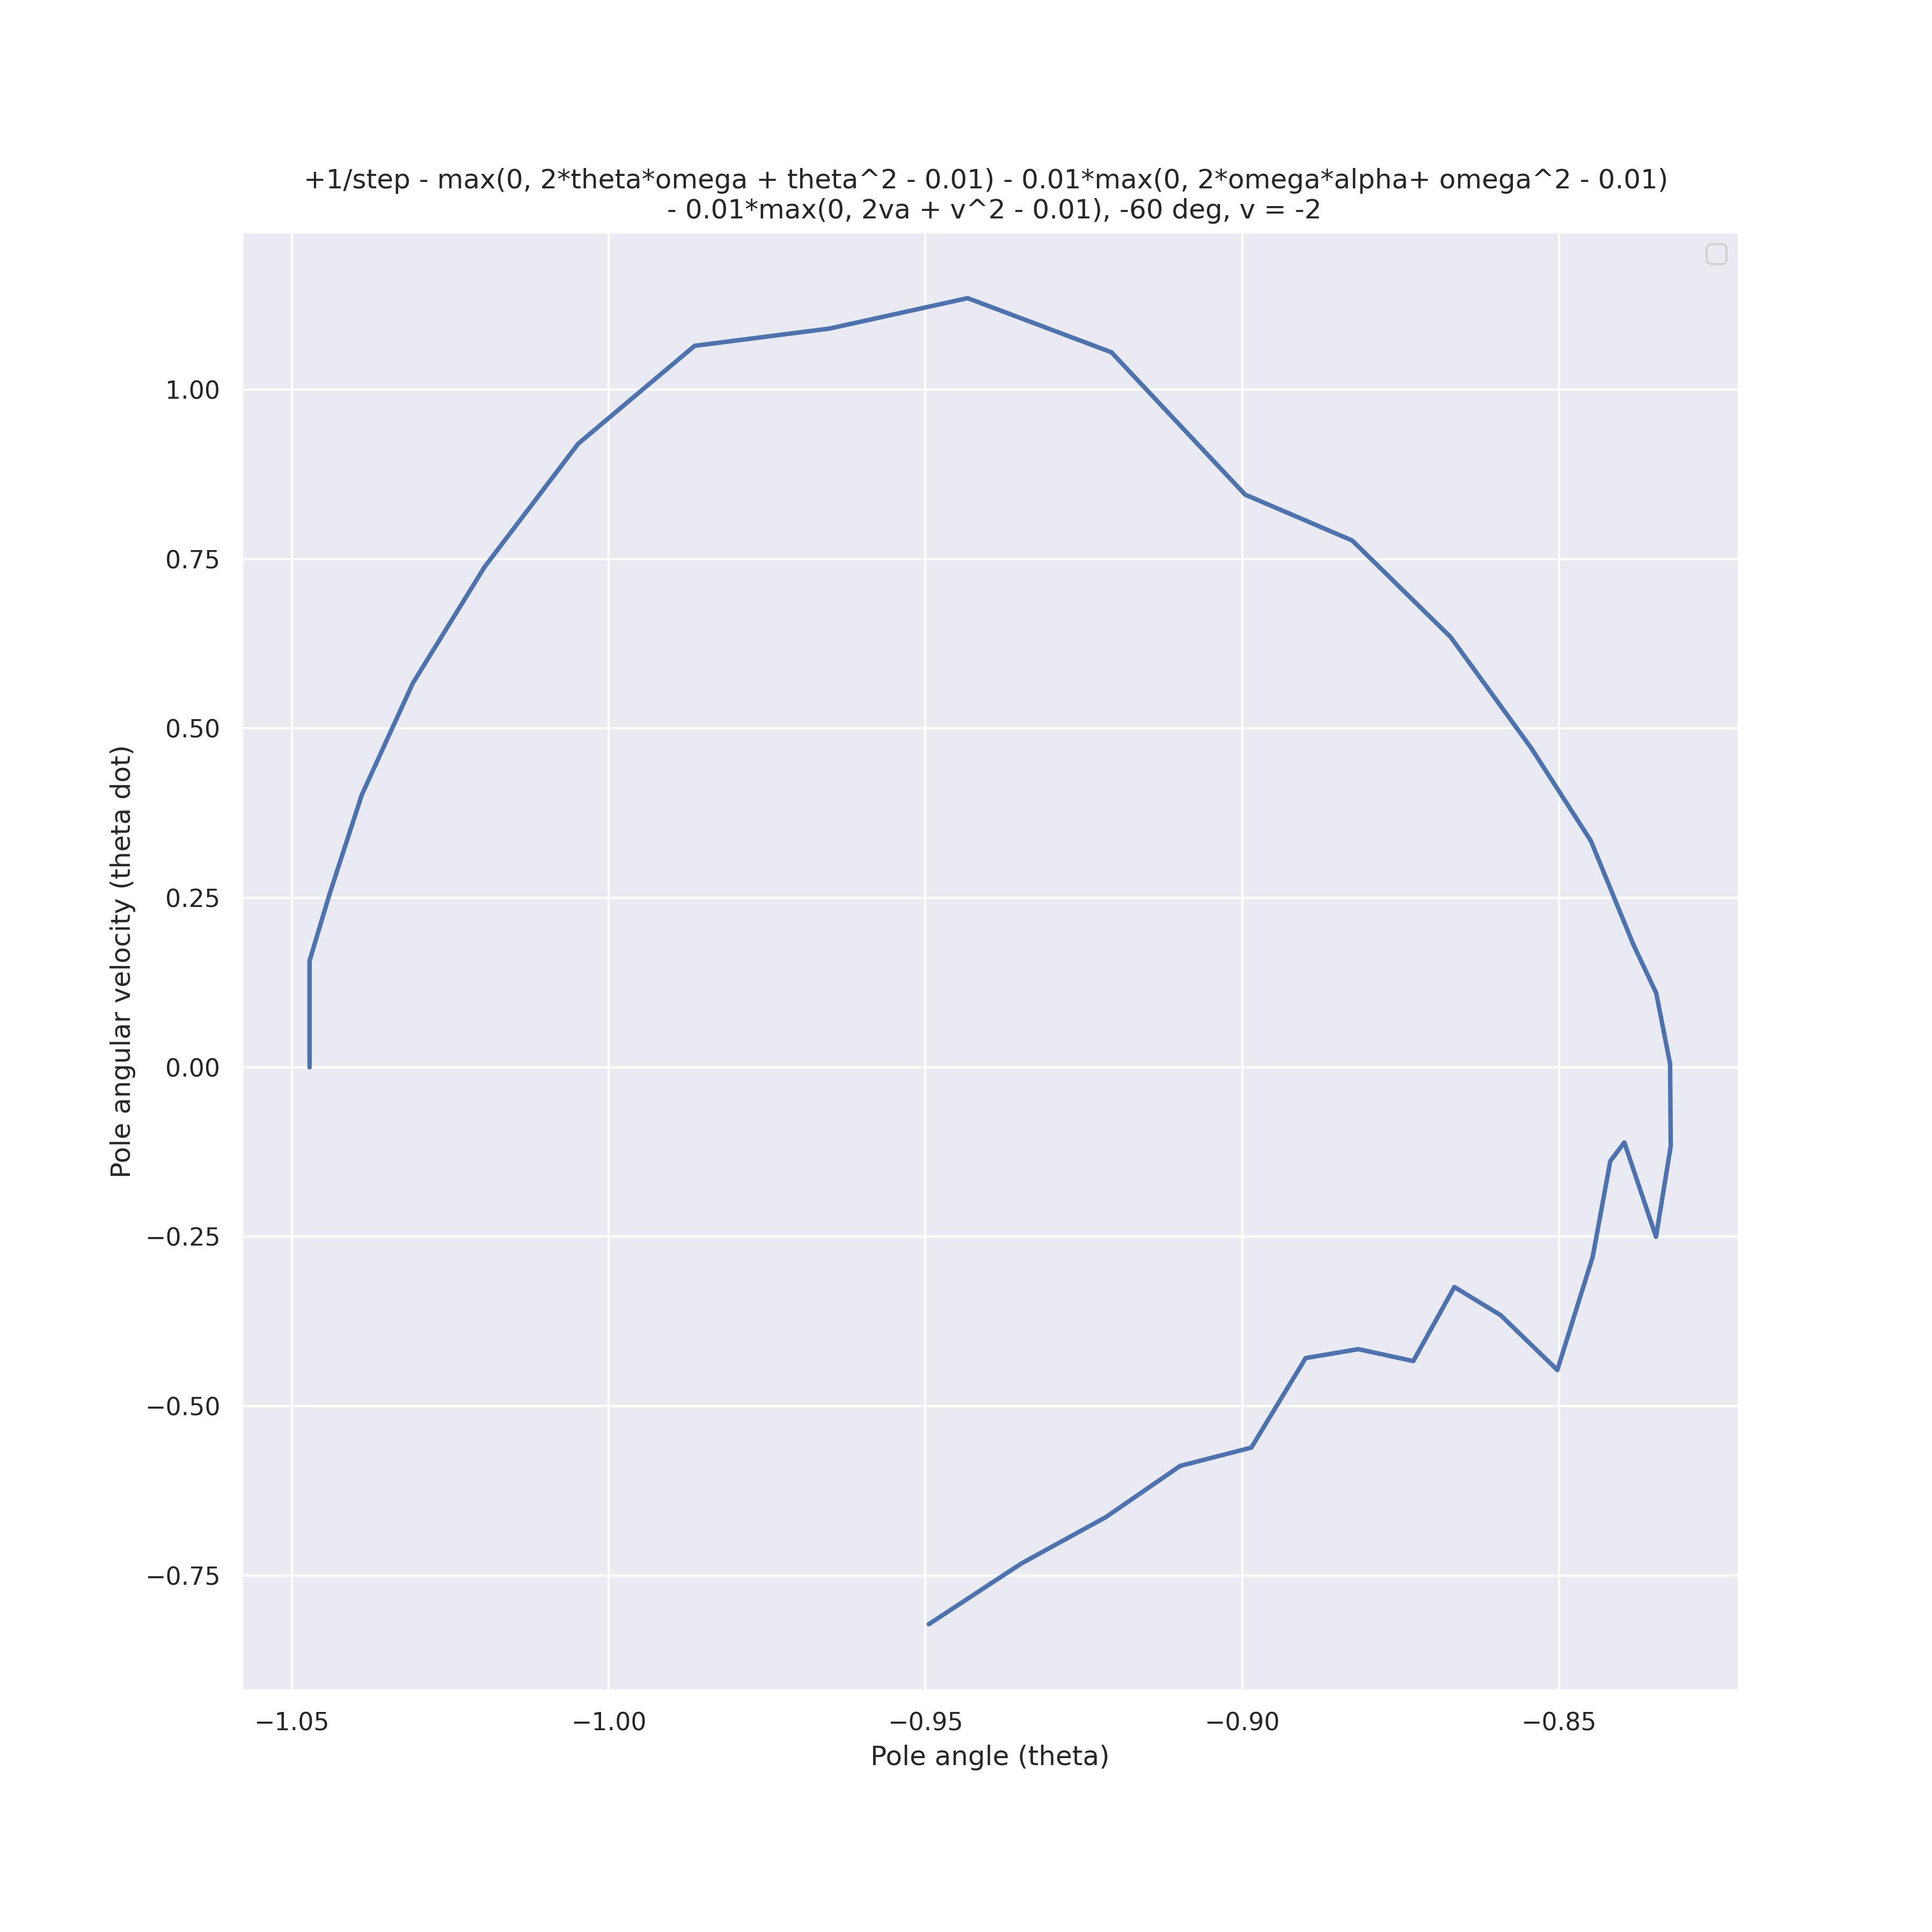 +1/step - max(0, 2*theta*omega + theta^2 - 0.01) - 0.01*max(0, 2*omega*alpha+ omega^2 - 0.01)
- 0.01*max(0, 2va + v^2 - 0.01), -60 deg, v = -2
1.00
0.75
0.50
0.25
0.00
−0.25
−0.50
−0.75
Pole angular velocity (theta dot)
−1.05 −1.00 −0.95 −0.90 −0.85
Pole angle (theta)